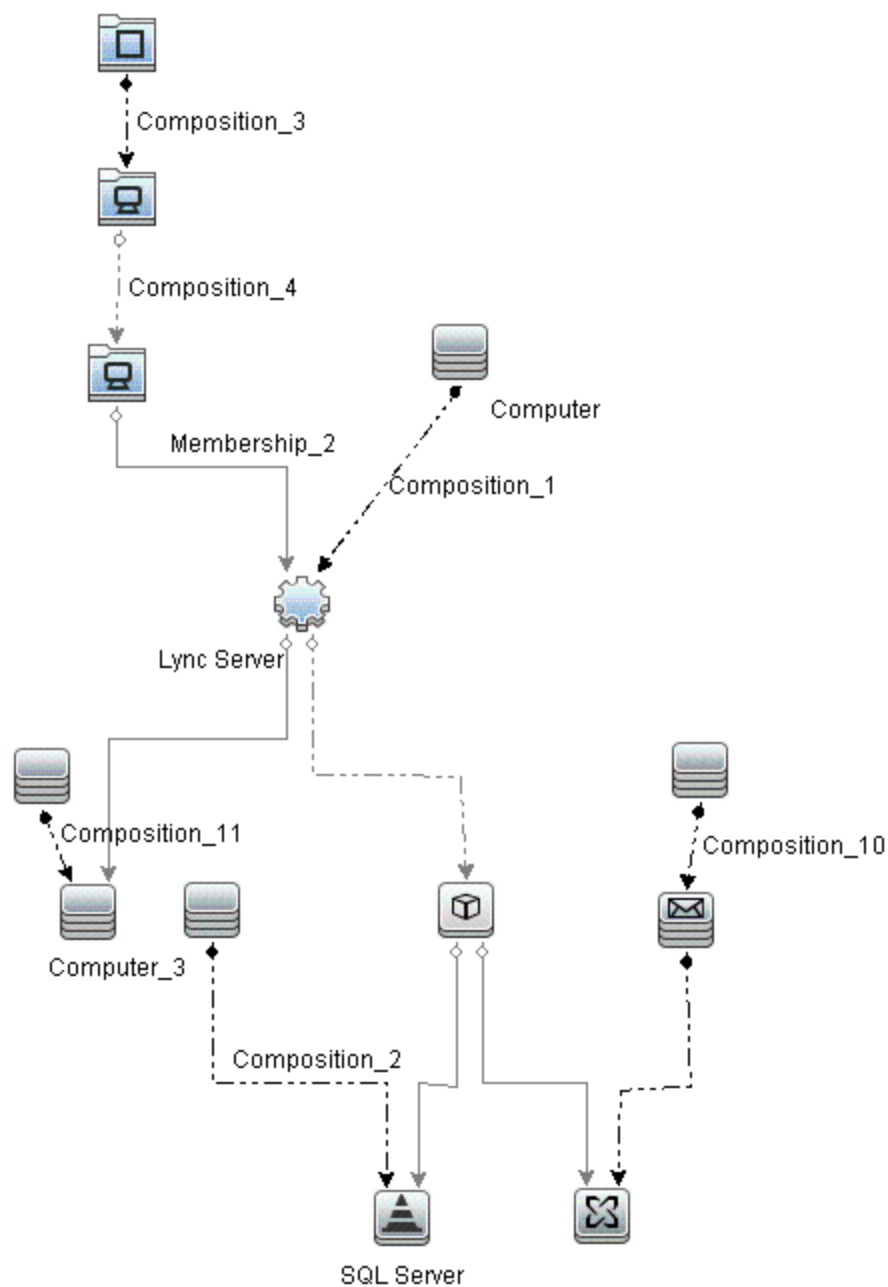 Composition_3
Composition_4
Computer
Membership_2
Composition_1
Lync Server
Composition_11
Composition_10
Computer_3
Composition_2
SQL Server